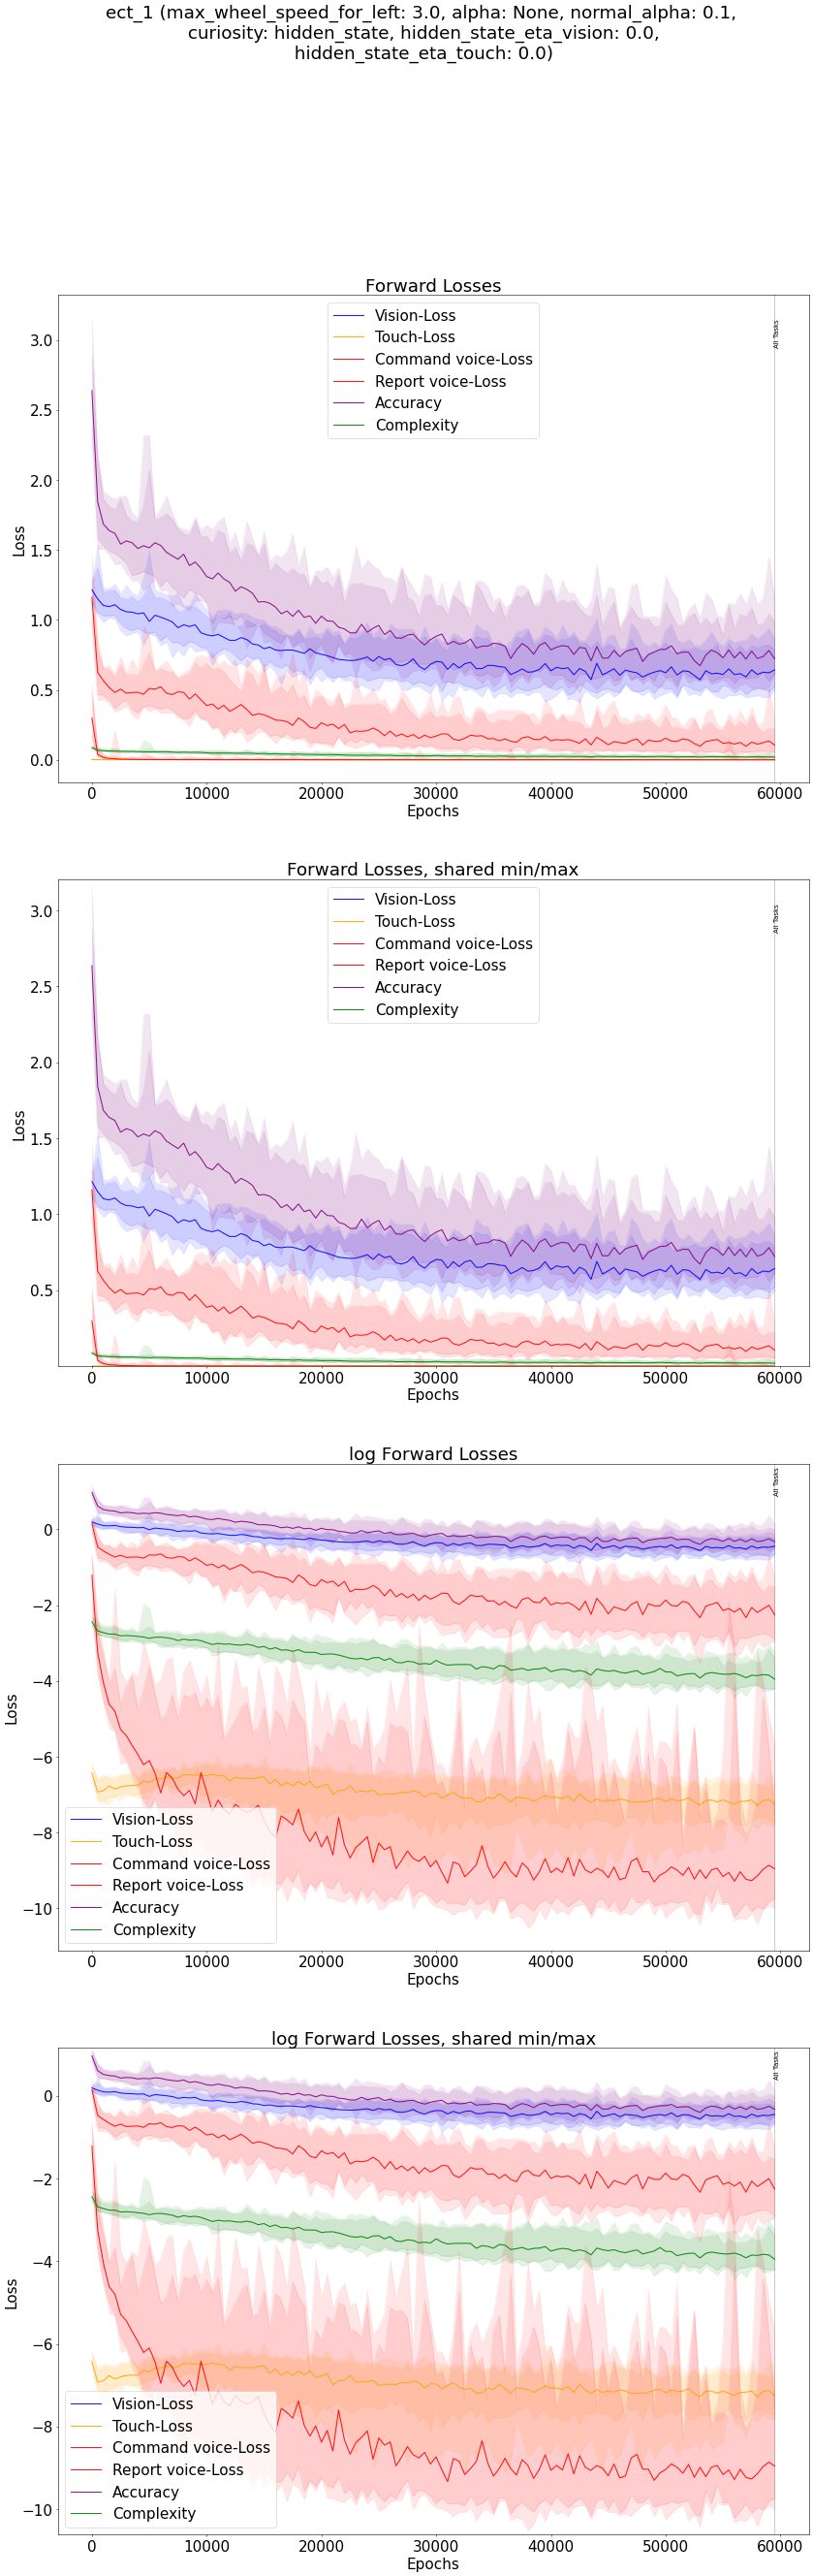 ect_1 (max_wheel_speed_for_left: 3.0, alpha: None, normal_alpha: 0.1,
curiosity: hidden_state, hidden_state_eta_vision: 0.0,
hidden_state_eta_touch: 0.0)
Forward Losses
Vision-Loss
Touch-Loss
Command voice-Loss
Report voice-Loss
Accuracy
Complexity
All Tasks
3.0
2.5
2.0
1.5
1.0
0.5
0.0
Loss
0 10000 20000 30000 40000 50000 60000
Epochs
Forward Losses, shared min/max
Vision-Loss
Touch-Loss
Command voice-Loss
Report voice-Loss
Accuracy
Complexity
All Tasks
3.0
2.5
2.0
1.5
1.0
0.5
Loss
0 10000 20000 30000 40000 50000 60000
Epochs
log Forward Losses
All Tasks
0
−2
−4
−6
−8
−10
Loss
Vision-Loss
Touch-Loss
Command voice-Loss
Report voice-Loss
Accuracy
Complexity
0 10000 20000 30000 40000 50000 60000
Epochs
log Forward Losses, shared min/max
All Tasks
0
−2
−4
−6
−8
−10
Loss
Vision-Loss
Touch-Loss
Command voice-Loss
Report voice-Loss
Accuracy
Complexity
0 10000 20000 30000 40000 50000 60000
Epochs